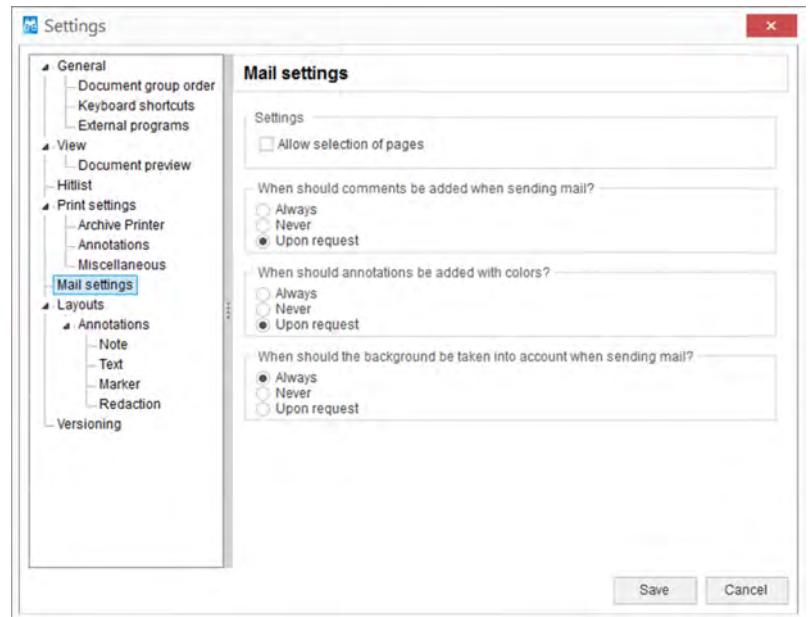 Settings
General
Document group order
Keyboard shortcuts
External programs
View
Document preview
Hitlist
Print settings
Archive Printer
Annotations
Miscellaneous
Mail settings
Layouts
Annotations
Note
Text
Marker
Redaction
Versioning
Mail settings
Settings
Allow selection of pages
When should comments be added when sending mail?
Always
Never
Upon request
When should annotations be added with colors?
Always
Never
Upon request
When should the background be taken into account when sending mail?
Always
Never
Upon request
Save Cancel